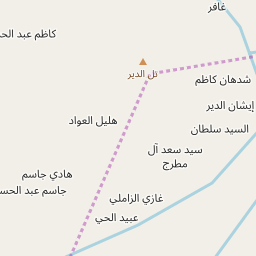 غافر
كاظم عبد الح
تل الدير
شدهان كاظم
إيشان الدير
هليل العواد
السيد سلطان
سيد سعد آل
مطرح
هادي جاسم
جاسم عبد الحس
غازي الزاملي
عبيد الحي